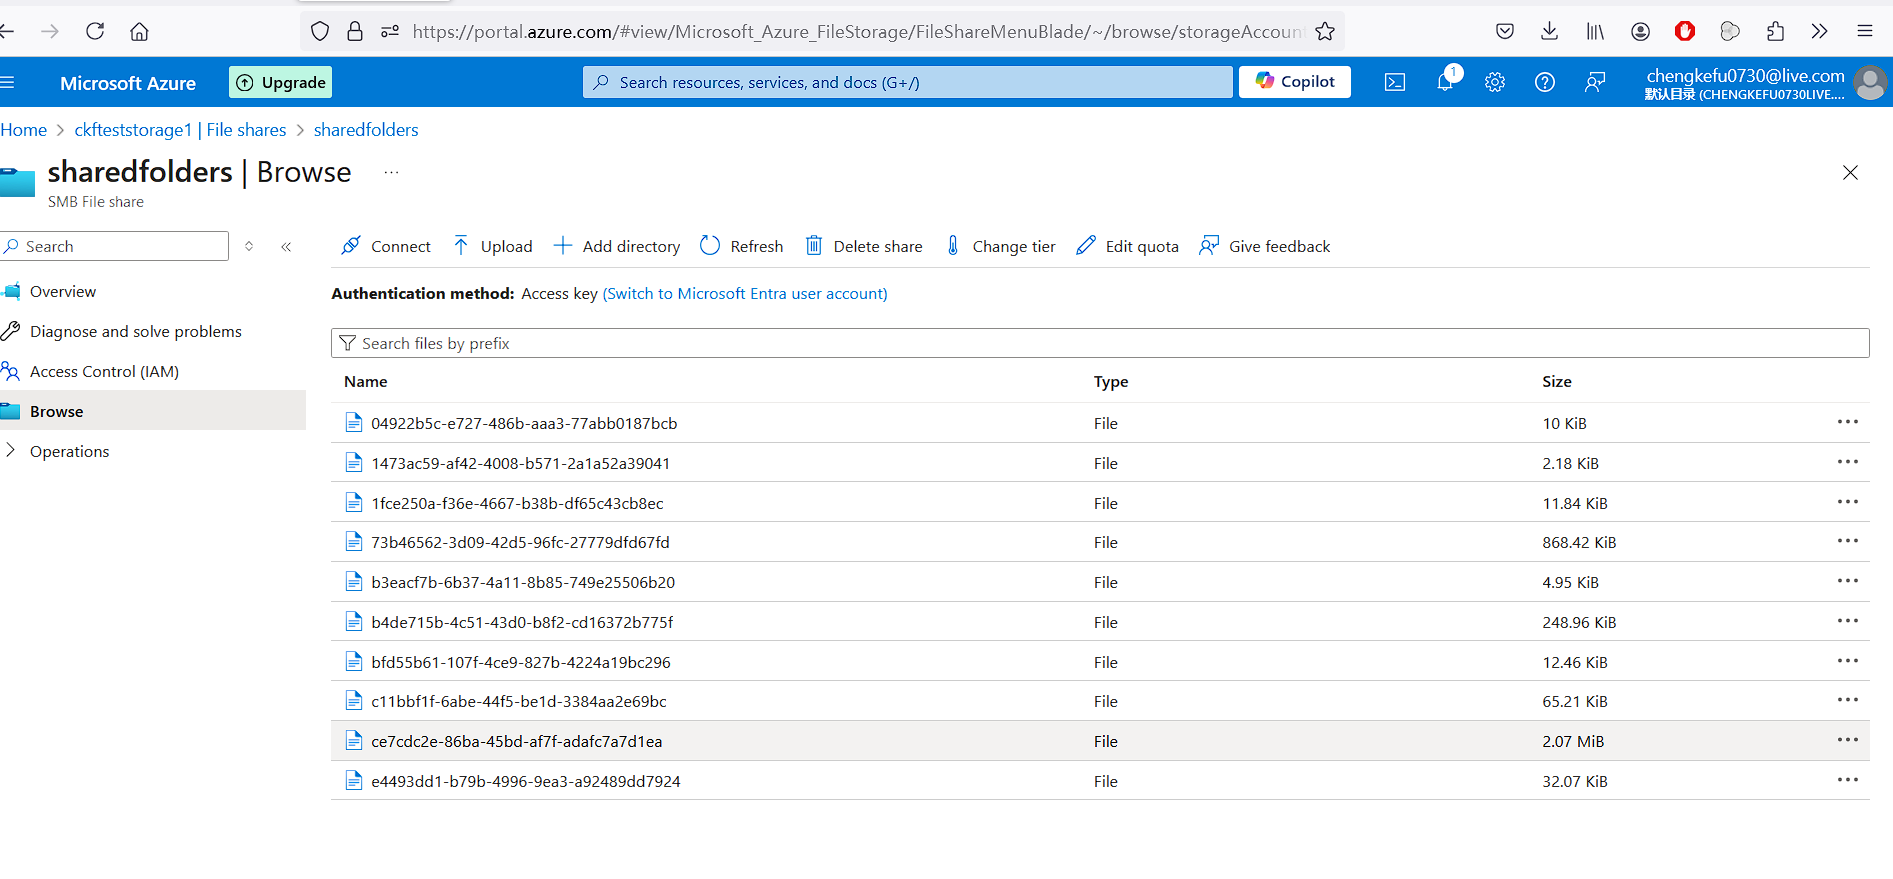 https://portal.azure.com/#view/Microsoft_Azure_FileStorage/FileShareMenuBlade/~/browse/storageAccoun
Microsoft Azure
Upgrade
Search resources, services, and docs (G+/)
Copilot
1
chengkefu0730@live.com
默认目录 (CHENGKEFU0730LIVE....
Home > ckfteststorage1 | File shares > sharedfolders
sharedfolders | Browse ...
SMB File share
Search
Connect Upload Add directory Refresh Delete share Change tier Edit quota Give feedback
Overview
Diagnose and solve problems
Access Control (IAM)
Browse
Operations
Authentication method: Access key (Switch to Microsoft Entra user account)
Search files by prefix
Name Type Size
04922b5c-e727-486b-aaa3-77abb0187bcb File 10 KiB
1473ac59-af42-4008-b571-2a1a52a39041 File 2.18 KiB
1fce250a-f36e-4667-b38b-df65c43cb8ec File 11.84 KiB
73b46562-3d09-42d5-96fc-27779dfd67fd File 868.42 KiB
b3eacf7b-6b37-4a11-8b85-749e25506b20 File 4.95 KiB
b4de715b-4c51-43d0-b8f2-cd16372b775f File 248.96 KiB
bfd55b61-107f-4ce9-827b-4224a19bc296 File 12.46 KiB
c11bbf1f-6abe-44f5-be1d-3384aa2e69bc File 65.21 KiB
ce7cdc2e-86ba-45bd-af7f-adafc7a7d1ea File 2.07 MiB
e4493dd1-b79b-4996-9ea3-a92489dd7924 File 32.07 KiB